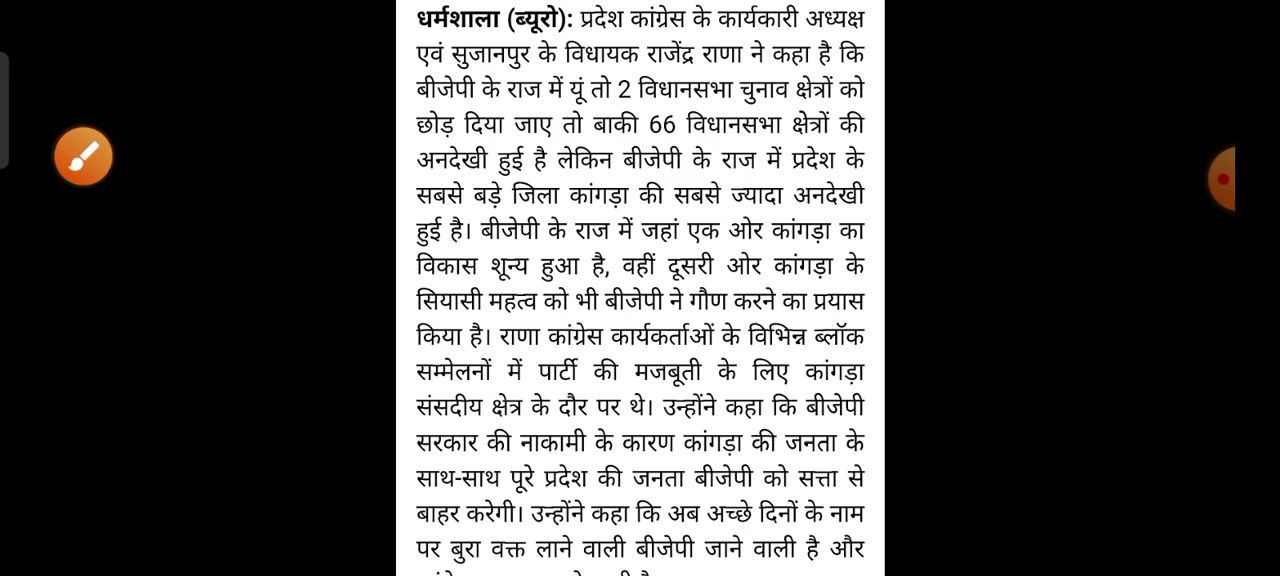 धर्मशाला (ब्यूरो): प्रदेश कांग्रेस के कार्यकारी अध्यक्ष
एवं सुजानपुर के विधायक राजेंद्र राणा ने कहा है कि
बीजेपी के राज में यूं तो 2 विधानसभा चुनाव क्षेत्रों को
छोड़ दिया जाए तो बाकी 66 विधानसभा क्षेत्रों की
अनदेखी हुई है लेकिन बीजेपी के राज में प्रदेश के
सबसे बड़े जिला कांगड़ा की सबसे ज्यादा अनदेखी
हुई है। बीजेपी के राज में जहां एक ओर कांगड़ा का
विकास शून्य हुआ है, वहीं दूसरी ओर कांगड़ा के
सियासी महत्व को भी बीजेपी ने गौण करने का प्रयास
किया है। राणा कांग्रेस कार्यकर्ताओं के विभिन्न ब्लॉक
सम्मेलनों में पार्टी की मजबूती के लिए कांगड़ा
संसदीय क्षेत्र के दौर पर थे। उन्होंने कहा कि बीजेपी
सरकार की नाकामी के कारण कांगड़ा की जनता के
साथ-साथ पूरे प्रदेश की जनता बीजेपी को सत्ता से
बाहर करेगी। उन्होंने कहा कि अब अच्छे दिनों के नाम
पर बुरा वक्त लाने वाली बीजेपी जाने वाली है और